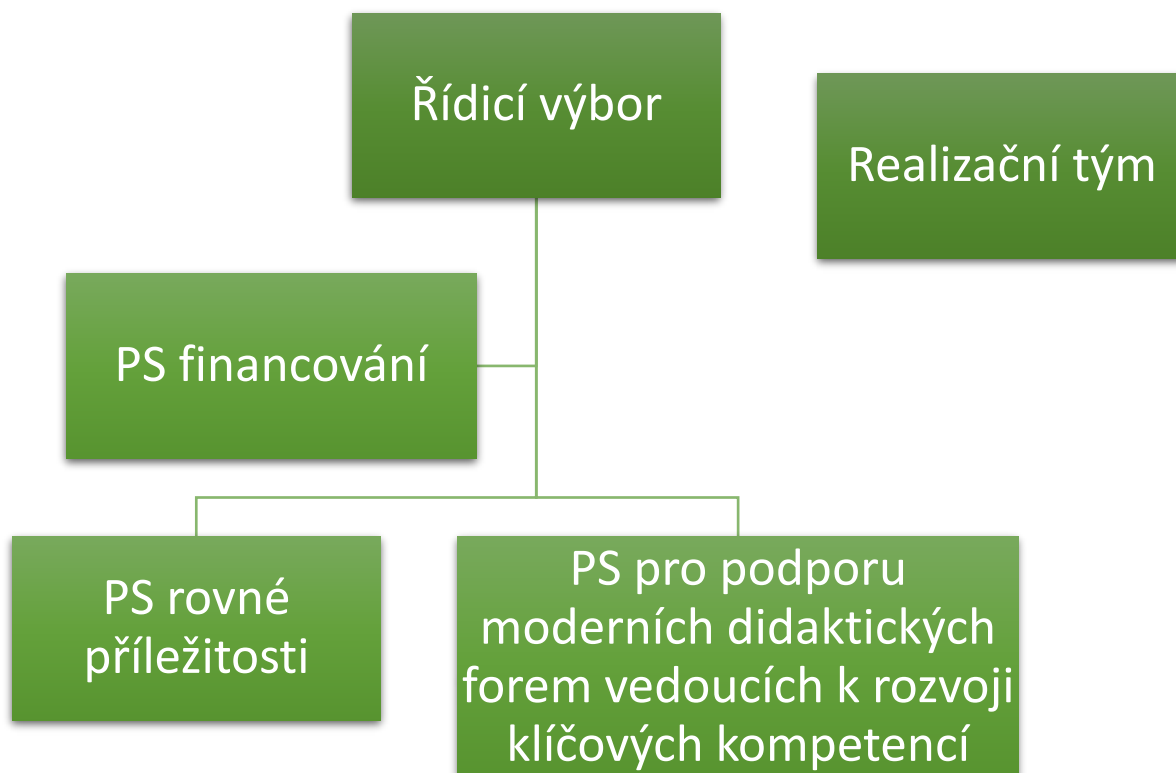 Řídicí výbor
Realizační tým
PS financování
PS rovné
příležitosti
PS pro podporu
moderních didaktických
forem vedoucích k rozvoji
klíčových kompetencí